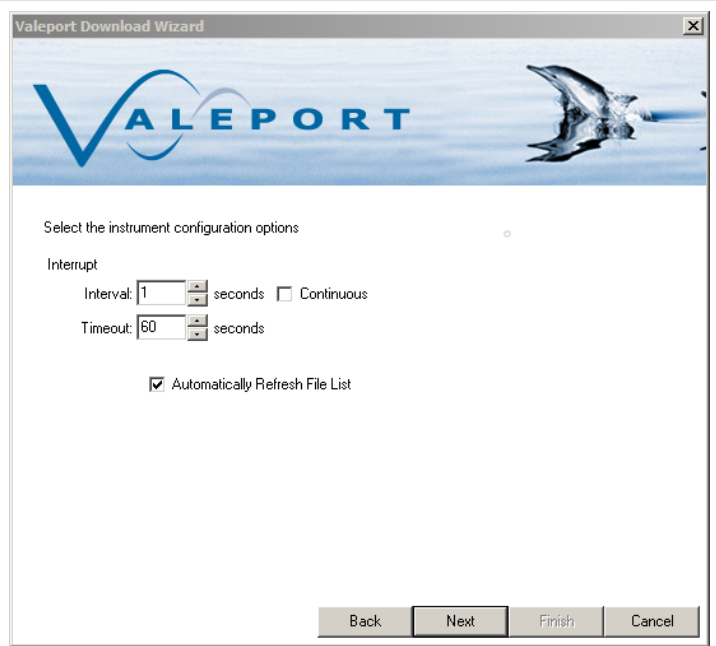 Valeport Download Wizard
VALEPORT
Select the instrument configuration options
Interrupt
Interval: 1 seconds Continuous
Timeout: 60 seconds
Automatically Refresh File List
Back Next Finish Cancel